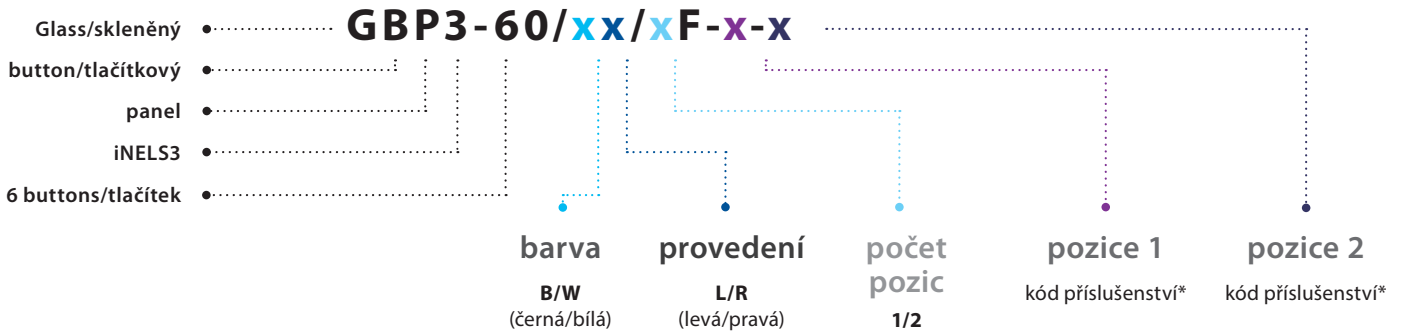 GBP3-60/xx/xF-x-x
Glass/skleněný
button/tlačítkový
panel
iNELS3
6 buttons/tlačítek
barva
B/W
(černá/bílá)
provedení
L/R
(levá/pravá)
počet
pozic
1/2
pozice 1
kód příslušenství*
pozice 2
kód příslušenství*